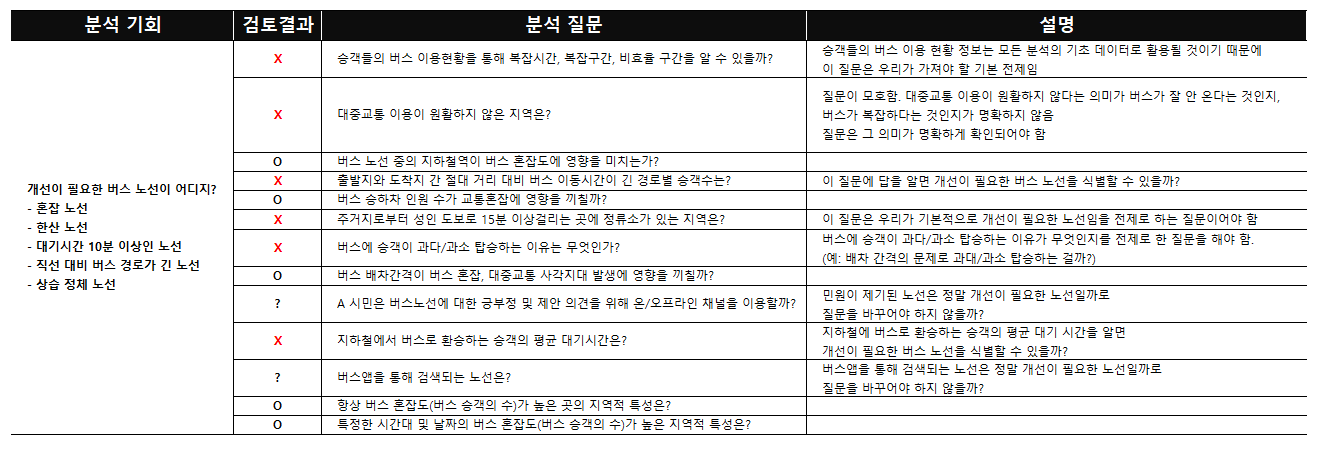 분석 기회 검토결과 분석 질문 설명
개선이 필요한 버스 노선이 어디지?
- 혼잡 노선
- 한산 노선
- 대기시간 10분 이상인 노선
- 직선 대비 버스 경로가 긴 노선
- 상습 정체 노선
X 승객들의 버스 이용현황을 통해 복잡시간, 복잡구간, 비효율 구간을 알 수 있을까? 승객들의 버스 이용 현황 정보는 모든 분석의 기초 데이터로 활용될 것이기 때문에
이 질문은 우리가 가져야 할 기본 전제임
X 대중교통 이용이 원활하지 않은 지역은? 질문이 모호함. 대중교통 이용이 원활하지 않다는 의미가 버스가 잘 안 온다는 것인지,
버스가 복잡하다는 것인지가 명확하지 않음
질문은 그 의미가 명확하게 확인되어야 함
O 버스 노선 중의 지하철역이 버스 혼잡도에 영향을 미치는가?
X 출발지와 도착지 간 절대 거리 대비 버스 이동시간이 긴 경로별 승객수는? 이 질문에 답을 알면 개선이 필요한 버스 노선을 식별할 수 있을까?
O 버스 승하차 인원 수가 교통혼잡에 영향을 끼칠까?
X 주거지로부터 성인 도보로 15분 이상걸리는 곳에 정류소가 있는 지역은? 이 질문은 우리가 기본적으로 개선이 필요한 노선임을 전제로 하는 질문이어야 함
X 버스에 승객이 과다/과소 탑승하는 이유는 무엇인가? 버스에 승객이 과다/과소 탑승하는 이유가 무엇인지를 전제로 한 질문을 해야 함.
(예: 배차 간격의 문제로 과대/과소 탑승하는 걸까?)
O 버스 배차간격이 버스 혼잡, 대중교통 사각지대 발생에 영향을 끼칠까?
? A 시민은 버스노선에 대한 긍부정 및 제안 의견을 위해 온/오프라인 채널을 이용할까? 민원이 제기된 노선은 정말 개선이 필요한 노선일까로
질문을 바꾸어야 하지 않을까?
X 지하철에서 버스로 환승하는 승객의 평균 대기시간은? 지하철에 버스로 환승하는 승객의 평균 대기 시간을 알면
개선이 필요한 버스 노선을 식별할 수 있을까?
? 버스앱을 통해 검색되는 노선은? 버스앱을 통해 검색되는 노선은 정말 개선이 필요한 노선일까로
질문을 바꾸어야 하지 않을까?
O 항상 버스 혼잡도(버스 승객의 수)가 높은 곳의 지역적 특성은?
O 특정한 시간대 및 날짜의 버스 혼잡도(버스 승객의 수)가 높은 지역적 특성은?